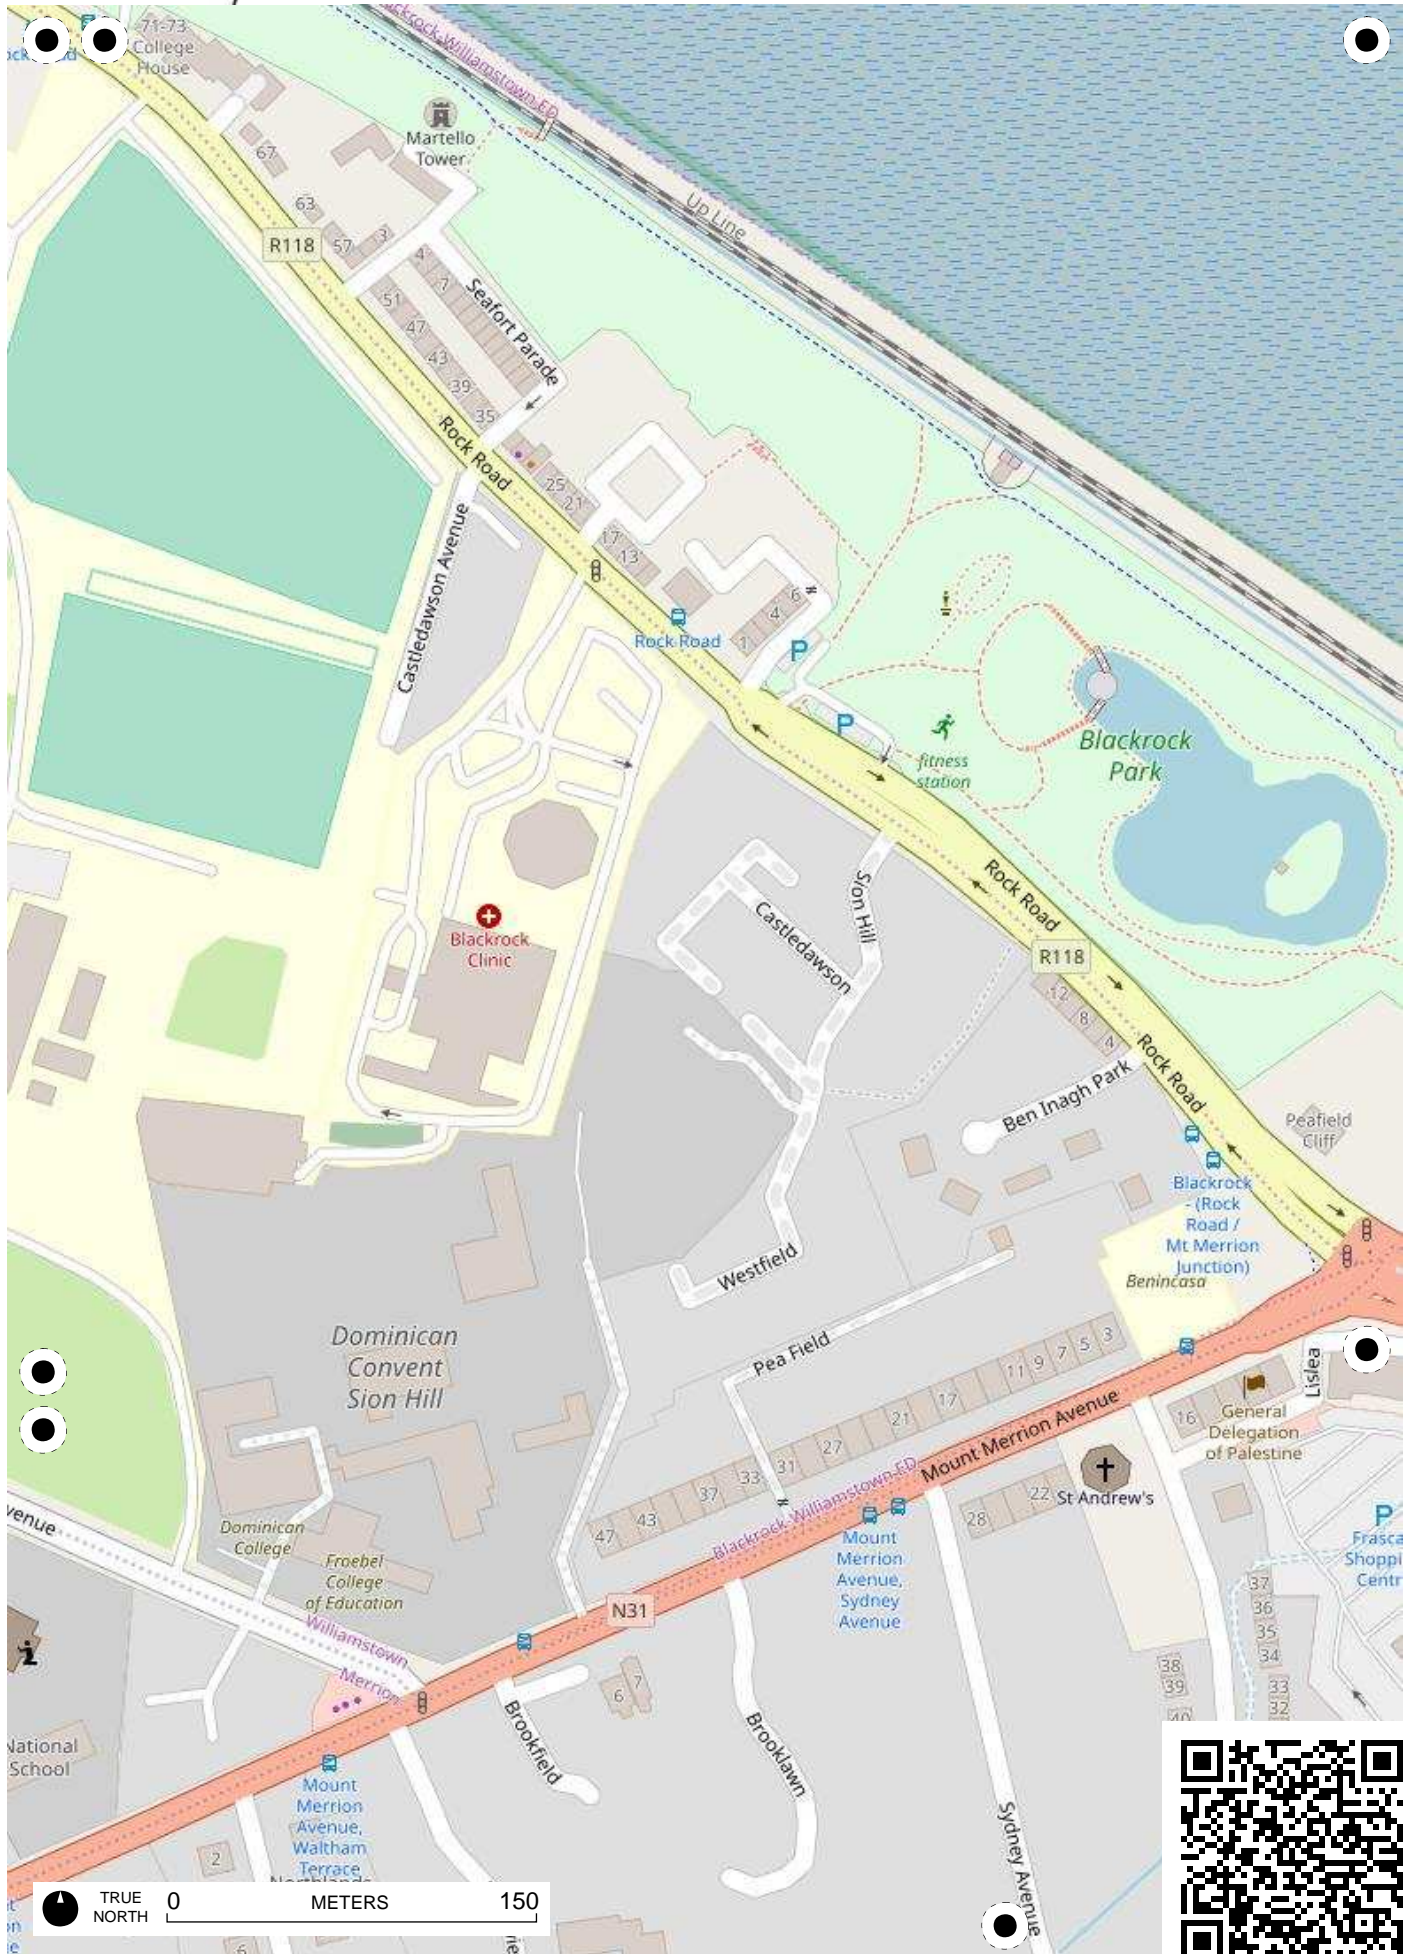 71-73
College
House
Blackrock-Williamstown ED
Martello
Tower
67
63
R118
57
3
4
7
Up Line
Seafort Parade
51
47
43
39
35
Rock Road
25
21
17
13
Castledawson Avenue
6
4
1
P
Rock Road
P
Blackrock
Park
fitness
station
Sion Hill
Castledawson
Rock Road
Blackrock
Clinic
R118
12
8
4
Rock Road
Ben Inagh Park
Peafield
Cliff
Blackrock
- (Rock
Road /
Mt Merrion
Junction)
Benincasa
Westfield
Dominican
Convent
Sion Hill
Pea Field
11
9
7
5
3
Lislea
17
21
27
31
33
37
43
47
Mount Merrion Avenue
16
General
Delegation
of Palestine
Blackrock-Williamstown ED
22
28
St Andrew's
P
Frasca
Shoppi
Centr
venue
Dominican
College
Froebel
College
of Education
Mount
Merrion
Avenue,
Sydney
Avenue
37
36
35
34
33
32
N31
Williamstown
Merrion
38
39
40
7
6
Brookfield
Brooklawn
National
School
Mount
Merrion
Avenue,
Waltham
Terrace
2
Sydney Avenue
Northlands
TRUE
NORTH
0 METERS 150
6